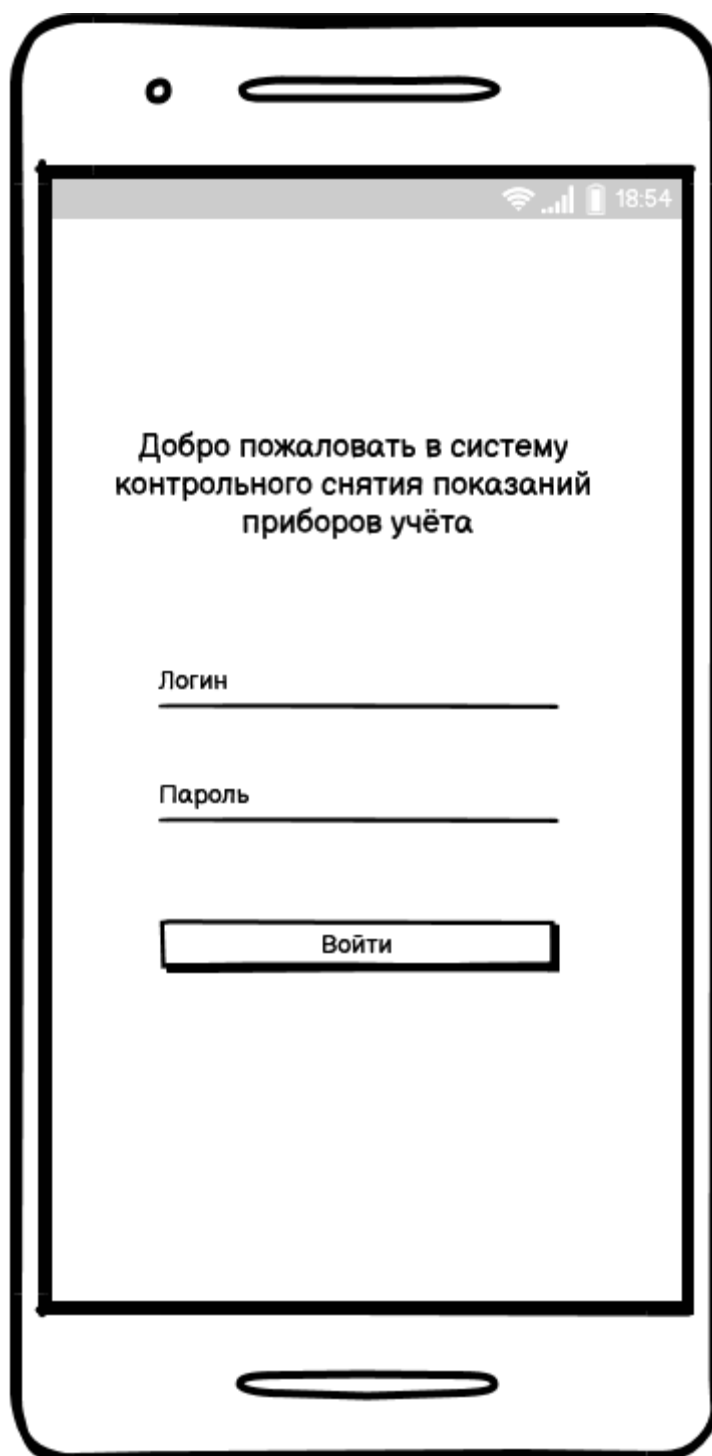 18:54
Добро пожаловать в систему
контрольного снятия показаний
приборов учёта
Логин
Пароль
Войти